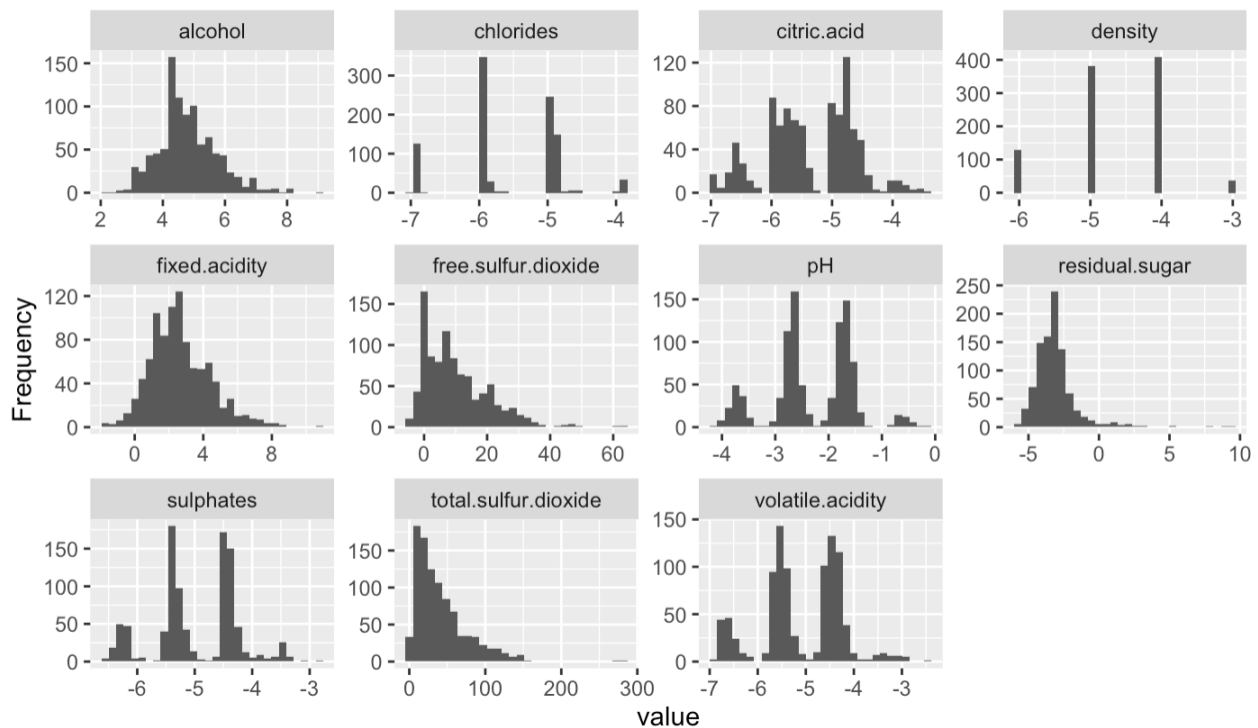 alcohol
chlorides
citric.acid
density
150
100
50
0
2 4 6 8
300
200
100
0
-7 -6 -5 -4
120
80
40
0
-7 -6 -5 -4
400
300
200
100
0
-6 -5 -4 -3
Frequency
fixed.acidity
free.sulfur.dioxide
pH
residual.sugar
120
80
40
0
0 4 8
150
100
50
0
0 20 40 60
150
100
50
0
-4 -3 -2 -1 0
250
200
150
100
50
0
-5 0 5 10
sulphates
total.sulfur.dioxide
volatile.acidity
150
100
50
0
-6 -5 -4 -3
150
100
50
0
0 100 200 300
150
100
50
0
-7 -6 -5 -4 -3
value